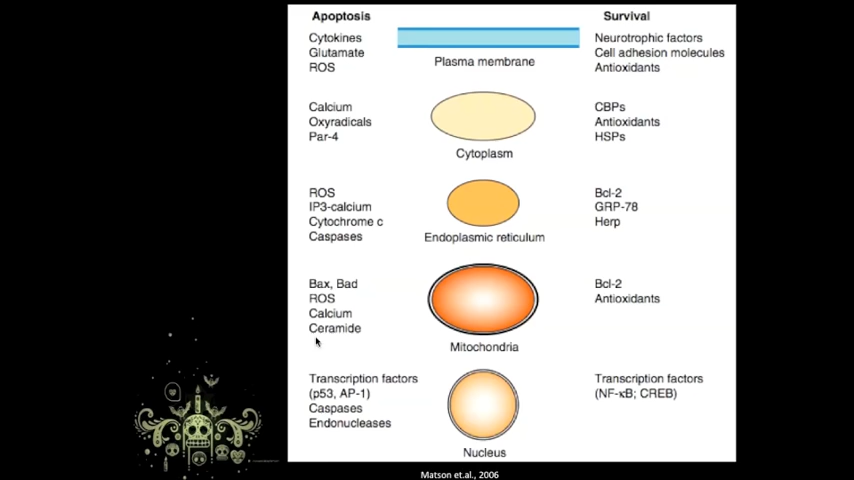 Apoptosis
Survival
Cytokines
Glutamate
ROS
Plasma membrane
Neurotrophic factors
Cell adhesion molecules
Antioxidants
Calcium
Oxyradicals
Par-4
Cytoplasm
CBPs
Antioxidants
HSPs
ROS
IP3-calcium
Cytochrome c
Caspases
Endoplasmic reticulum
Bcl-2
GRP-78
Herp
Bax, Bad
ROS
Calcium
Ceramide
Mitochondria
Bcl-2
Antioxidants
Transcription factors
(p53, AP-1)
Caspases
Endonucleases
Nucleus
Transcription factors
(NF-κB; CREB)
Matson et.al., 2006